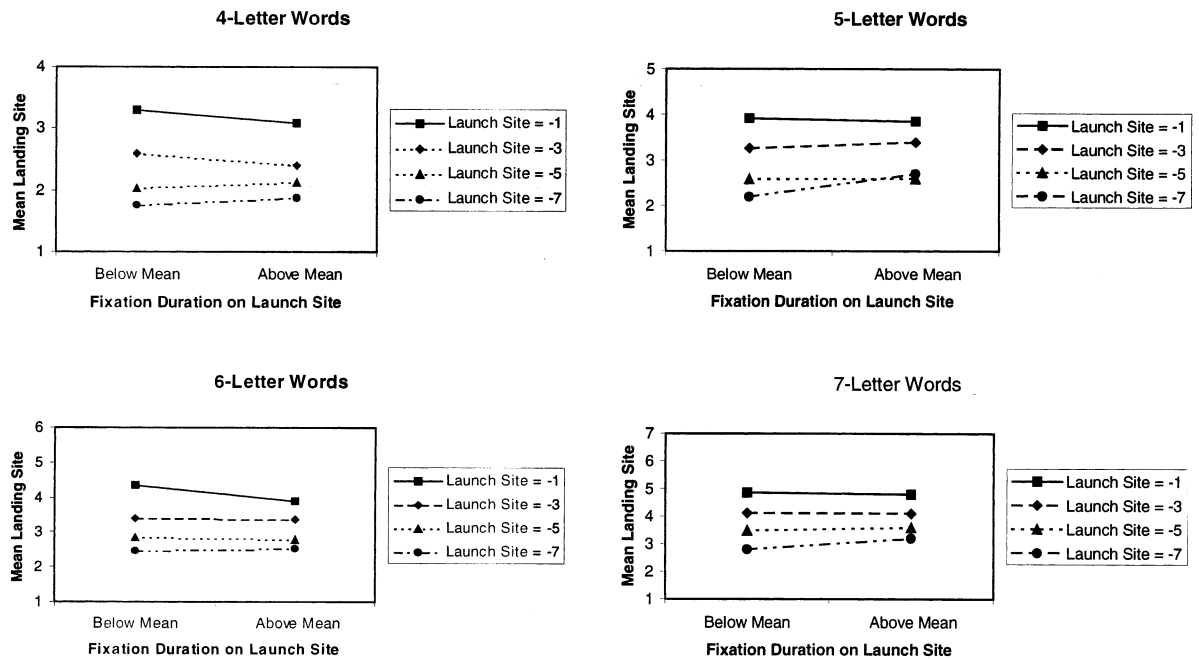 4-Letter Words
Mean Landing Site
4
3
2
1
Below Mean Above Mean
Fixation Duration on Launch Site
Launch Site = -1
Launch Site = -3
Launch Site = -5
Launch Site = -7
5-Letter Words
Mean Landing Site
5
4
3
2
1
Below Mean Above Mean
Fixation Duration on Launch Site
Launch Site = -1
Launch Site = -3
Launch Site = -5
Launch Site = -7
6-Letter Words
Mean Landing Site
6
5
4
3
2
1
Below Mean Above Mean
Fixation Duration on Launch Site
Launch Site = -1
Launch Site = -3
Launch Site = -5
Launch Site = -7
7-Letter Words
Mean Landing Site
7
6
5
4
3
2
1
Below Mean Above Mean
Fixation Duration on Launch Site
Launch Site = -1
Launch Site = -3
Launch Site = -5
Launch Site = -7